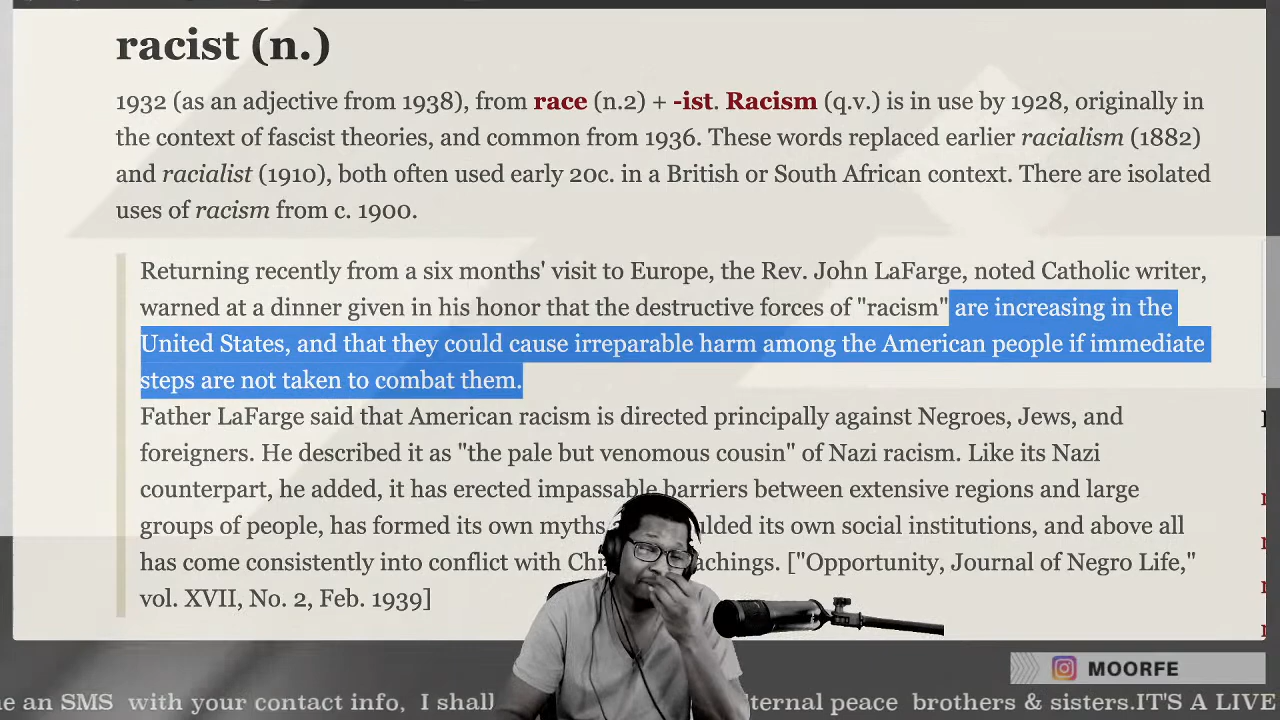 racist (n.)
1932 (as an adjective from 1938), from race (n.2) + -ist. Racism (q.v.) is in use by 1928, originally in
the context of fascist theories, and common from 1936. These words replaced earlier racialism (1882)
and racialist (1910), both often used early 20c. in a British or South African context. There are isolated
uses of racism from c. 1900.
Returning recently from a six months' visit to Europe, the Rev. John LaFarge, noted Catholic writer,
warned at a dinner given in his honor that the destructive forces of "racism" are increasing in the
United States, and that they could cause irreparable harm among the American people if immediate
steps are not taken to combat them.
Father LaFarge said that American racism is directed principally against Negroes, Jews, and
foreigners. He described it as "the pale but venomous cousin" of Nazi racism. Like its Nazi
counterpart, he added, it has erected impassable barriers between extensive regions and large
groups of people, has formed its own myths its own social institutions, and above all
has come consistently into conflict with ["Opportunity, Journal of Negro Life,"
vol. XVII, No. 2, Feb. 1939]
MOORFE
an SMS with your contact info, I shall peace brothers & sisters.IT'S A LIVE